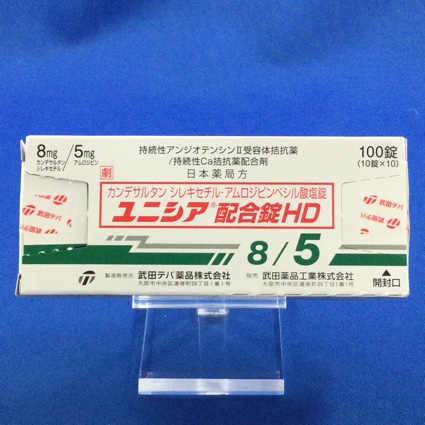 8mg/5mg
カンデサルタン シレキセチル アムロジピン
持続性アンジオテンシンⅡ受容体拮抗薬
/持続性Ca拮抗薬配合剤
日本薬局方
100錠
(10錠×10)
劇
カンデサルタン シレキセチル・アムロジピンベシル酸塩錠
ユニシア® 配合錠HD
8/5
武田テバ
武田テバ
製造販売元 武田テバ薬品株式会社
大阪市中央区道修町四丁目1番1号
販売 武田薬品工業株式会社
大阪市中央区道修町四丁目1番1号
開封口